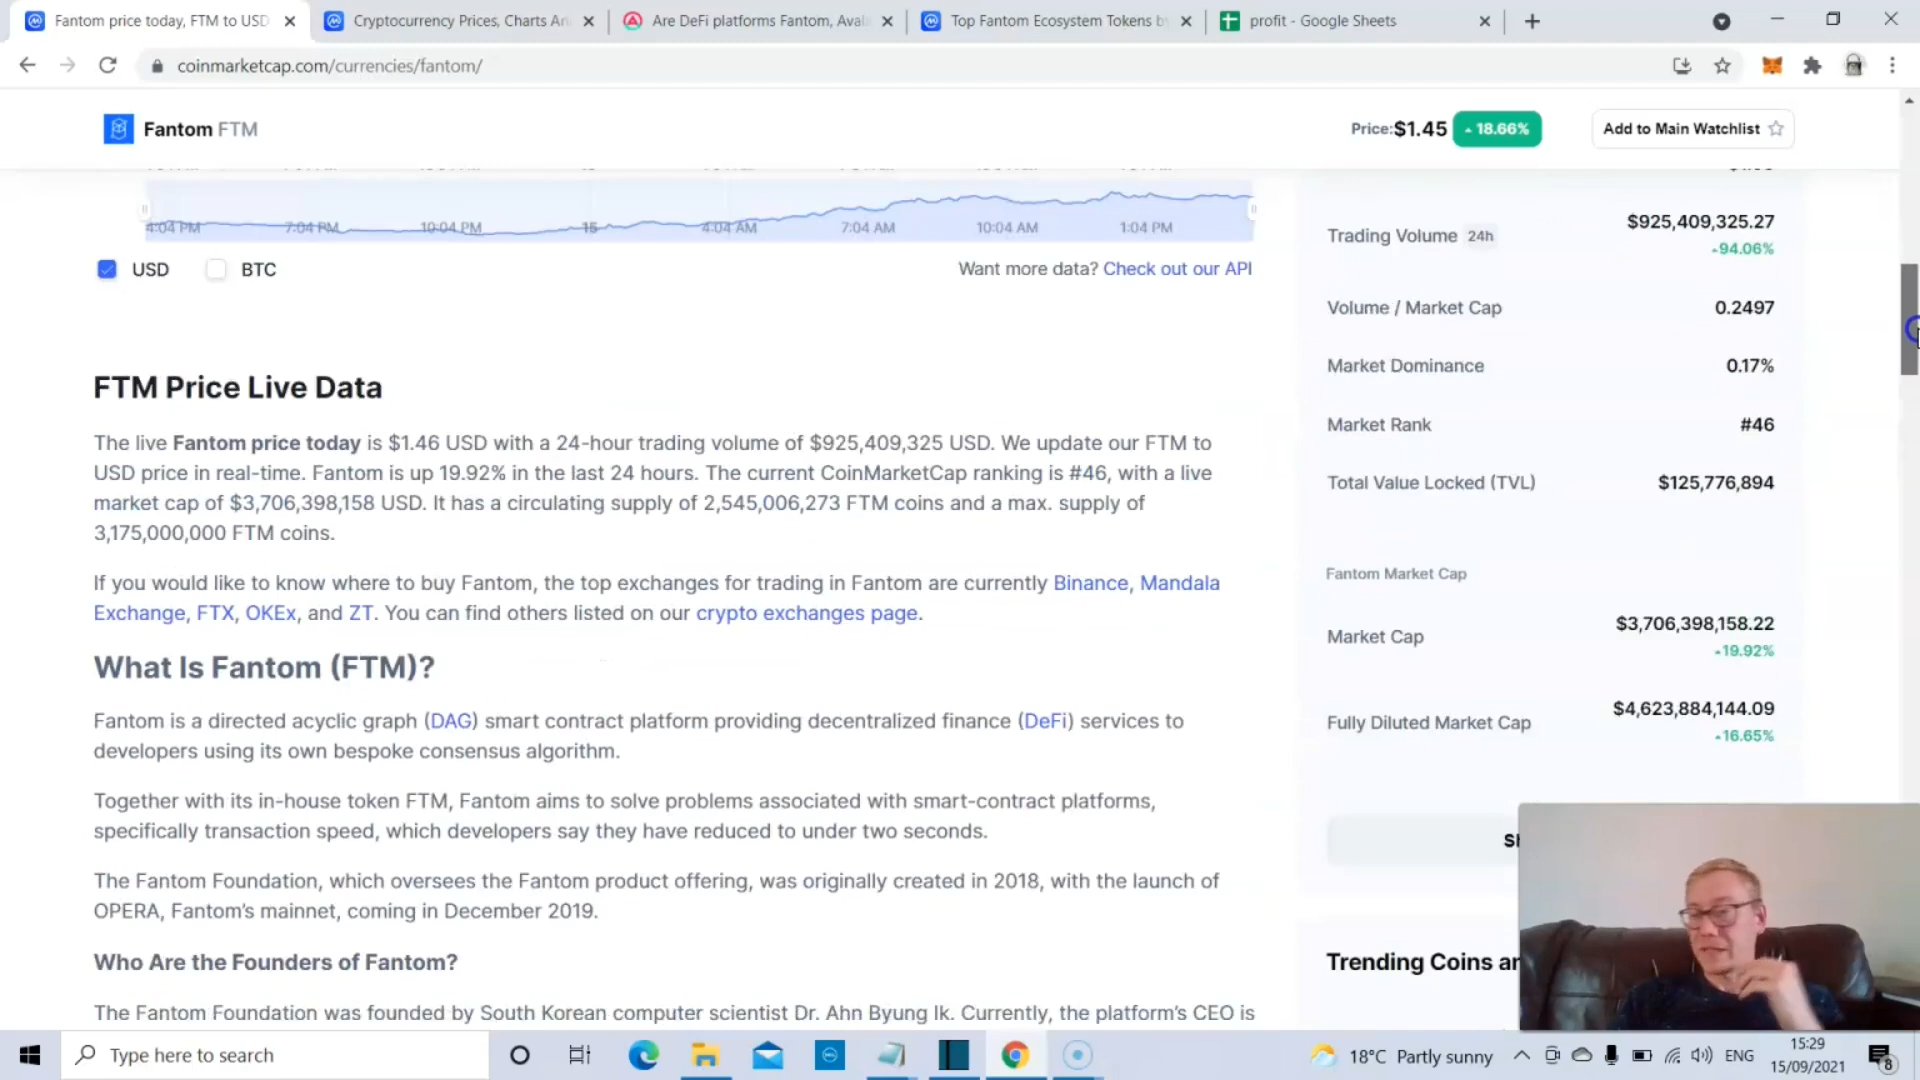 Fantom price today, FTM to USD
Cryptocurrency Prices, Charts An
Are DeFi platforms Fantom, Aval
Top Fantom Ecosystem Tokens b
profit - Google Sheets
coinmarketcap.com/currencies/fantom/
Fantom FTM
Price:$1.45 18.66%
Add to Main Watchlist
4:04 PM 7:04 PM 10:04 PM 15 4:04 AM 7:04 AM 10:04 AM 1:04 PM
USD BTC
Want more data? Check out our API
FTM Price Live Data
The live Fantom price today is $1.46 USD with a 24-hour trading volume of $925,409,325 USD. We update our FTM to
USD price in real-time. Fantom is up 19.92% in the last 24 hours. The current CoinMarketCap ranking is #46, with a live
market cap of $3,706,398,158 USD. It has a circulating supply of 2,545,006,273 FTM coins and a max. supply of
3,175,000,000 FTM coins.
If you would like to know where to buy Fantom, the top exchanges for trading in Fantom are currently Binance, Mandala
Exchange, FTX, OKEx, and ZT. You can find others listed on our crypto exchanges page.
What Is Fantom (FTM)?
Fantom is a directed acyclic graph (DAG) smart contract platform providing decentralized finance (DeFi) services to
developers using its own bespoke consensus algorithm.
Together with its in-house token FTM, Fantom aims to solve problems associated with smart-contract platforms,
specifically transaction speed, which developers say they have reduced to under two seconds.
The Fantom Foundation, which oversees the Fantom product offering, was originally created in 2018, with the launch of
OPERA, Fantom's mainnet, coming in December 2019.
Who Are the Founders of Fantom?
The Fantom Foundation was founded by South Korean computer scientist Dr. Ahn Byung Ik. Currently, the platform's CEO is
Trading Volume 24h
$925,409,325.27
94.06%
Volume / Market Cap 0.2497
Market Dominance 0.17%
Market Rank #46
Total Value Locked (TVL) $125,776,894
Fantom Market Cap
Market Cap
$3,706,398,158.22
19.92%
Fully Diluted Market Cap
$4,623,884,144.09
16.65%
Sh
Trending Coins an
Type here to search
18°C Partly sunny
ENG
15:29
15/09/2021
8